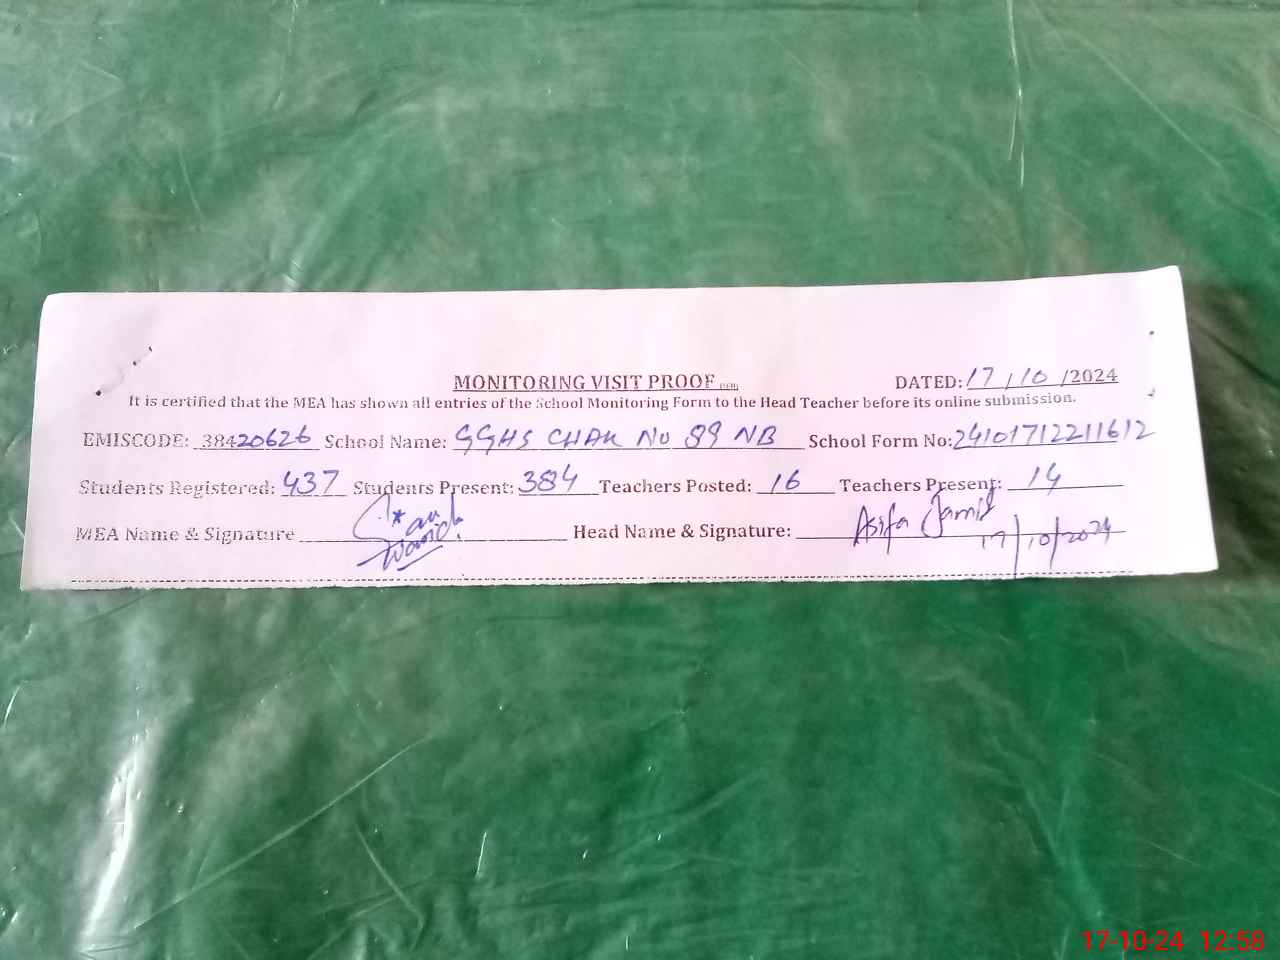 MONITORING VISIT PROOF
DATED: 17/10/2024
It is certified that the MEA has shown all entries of the School Monitoring Form to the Head Teacher before its online submission.
EMISCODE: 38420626 School Name: GGHS CHAK No 89 NB School Form No: 24101712211612
Students Registered: 437 Students Present: 384 Teachers Posted: 16 Teachers Present: 14
MEA Name & Signature Head Name & Signature: Asifa Jamil
17/10/2024
17-10-24 12:58